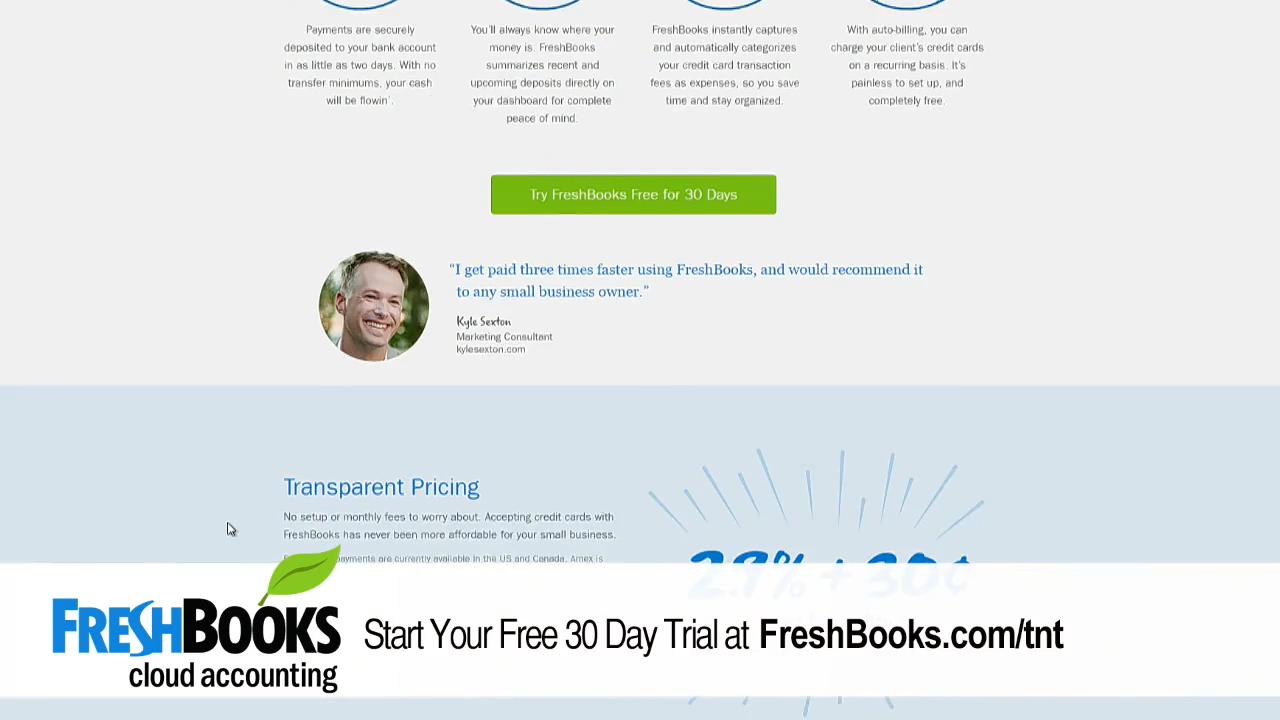 Payments are securely
deposited to your bank account
in as little as two days. With no
transfer minimums, your cash
will be flowin'.
You'll always know where your
money is. FreshBooks
summarizes recent and
upcoming deposits directly on
your dashboard for complete
peace of mind.
FreshBooks instantly captures
and automatically categorizes
your credit card transaction
fees as expenses, so you save
time and stay organized.
With auto-billing, you can
charge your client's credit cards
on a recurring basis. It's
painless to set up, and
completely free.
Try FreshBooks Free for 30 Days
“I get paid three times faster using FreshBooks, and would recommend it
to any small business owner.”
Kyle Sexton
Marketing Consultant
kylesexton.com
Transparent Pricing
No setup or monthly fees to worry about. Accepting credit cards with
FreshBooks has never been more affordable for your small business.
payments are currently available in the US and Canada. Amex is
2.9% + 30¢
FRESHBOOKS
cloud accounting
Start Your Free 30 Day Trial at FreshBooks.com/tnt